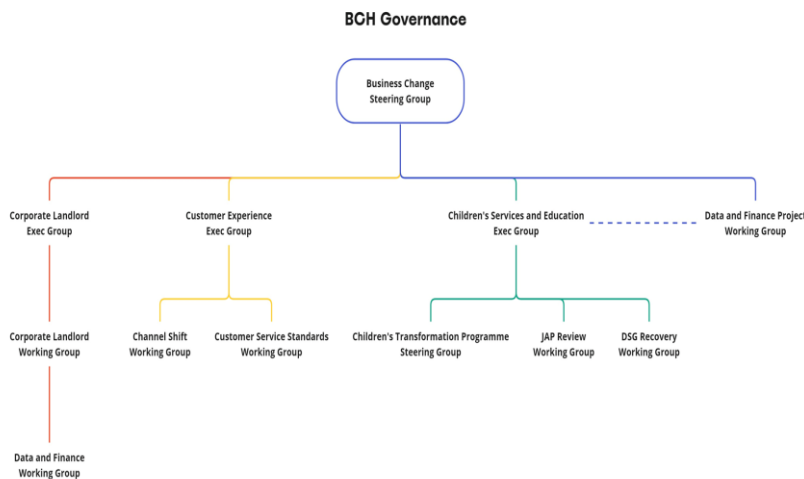 BCH Governance
Business Change
Steering Group
Corporate Landlord
Exec Group
Customer Experience
Exec Group
Children's Services and Education
Exec Group
Data and Finance Project
Working Group
Corporate Landlord
Working Group
Channel Shift
Working Group
Customer Service Standards
Working Group
Children's Transformation Programme
Steering Group
JAP Review
Working Group
DSG Recovery
Working Group
Data and Finance
Working Group